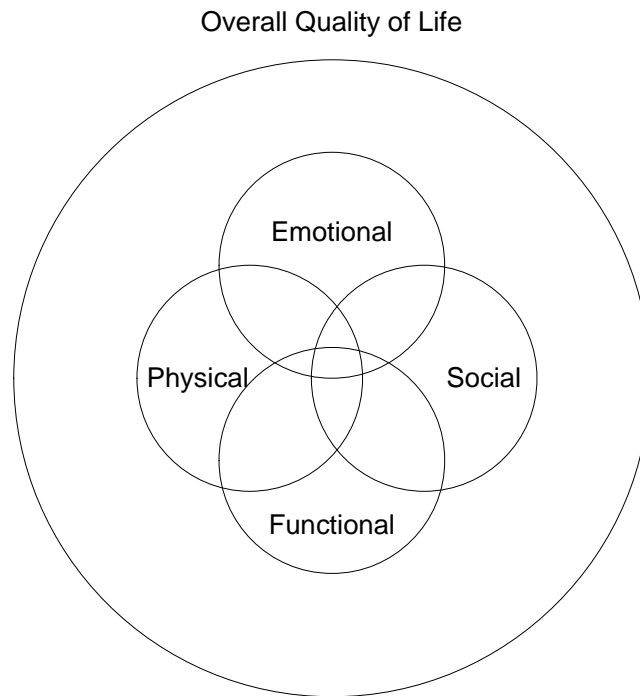 Overall Quality of Life
Emotional
Physical
Social
Functional